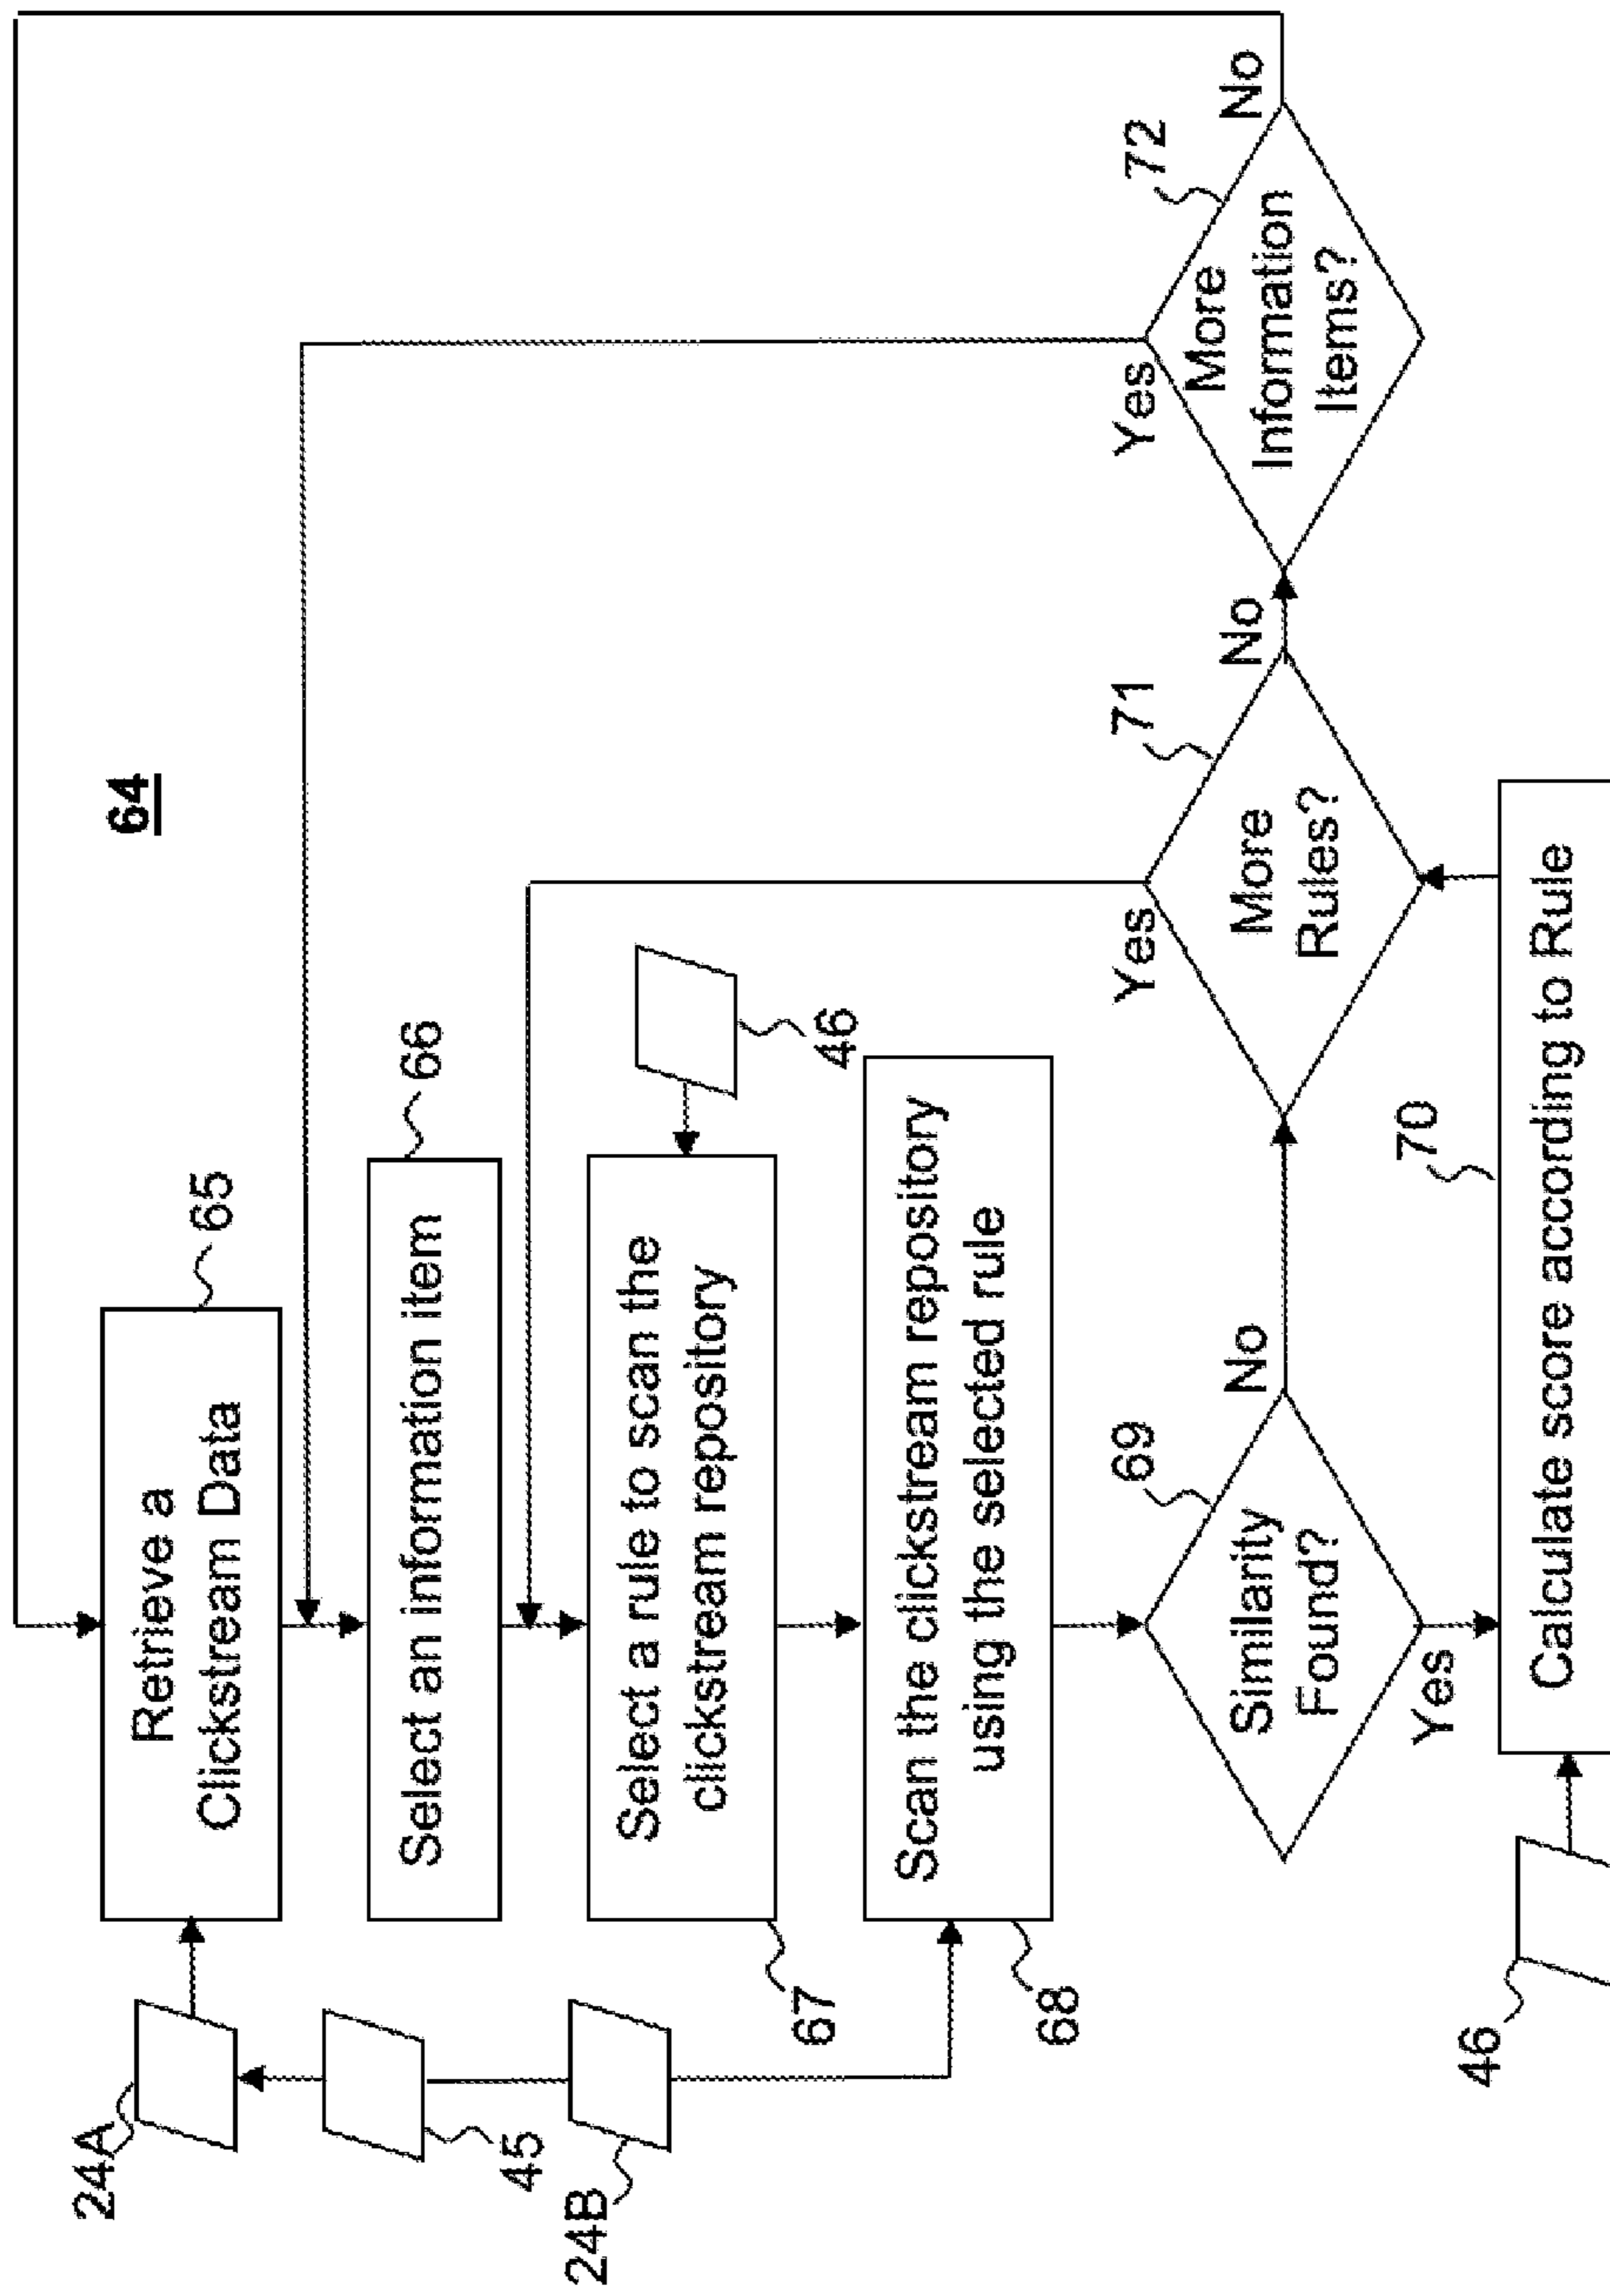 64
24A
Retrieve a
Clickstream Data
65
45
Select an information item
66
24B
Select a rule to scan the
clickstream repository
67
46
Scan the clickstream repository
using the selected rule
68
Similarity
Found?
69
No
Yes
More
Rules?
71
Yes
No
More
Information
Items?
72
Yes
No
46
Calculate score according to Rule
70